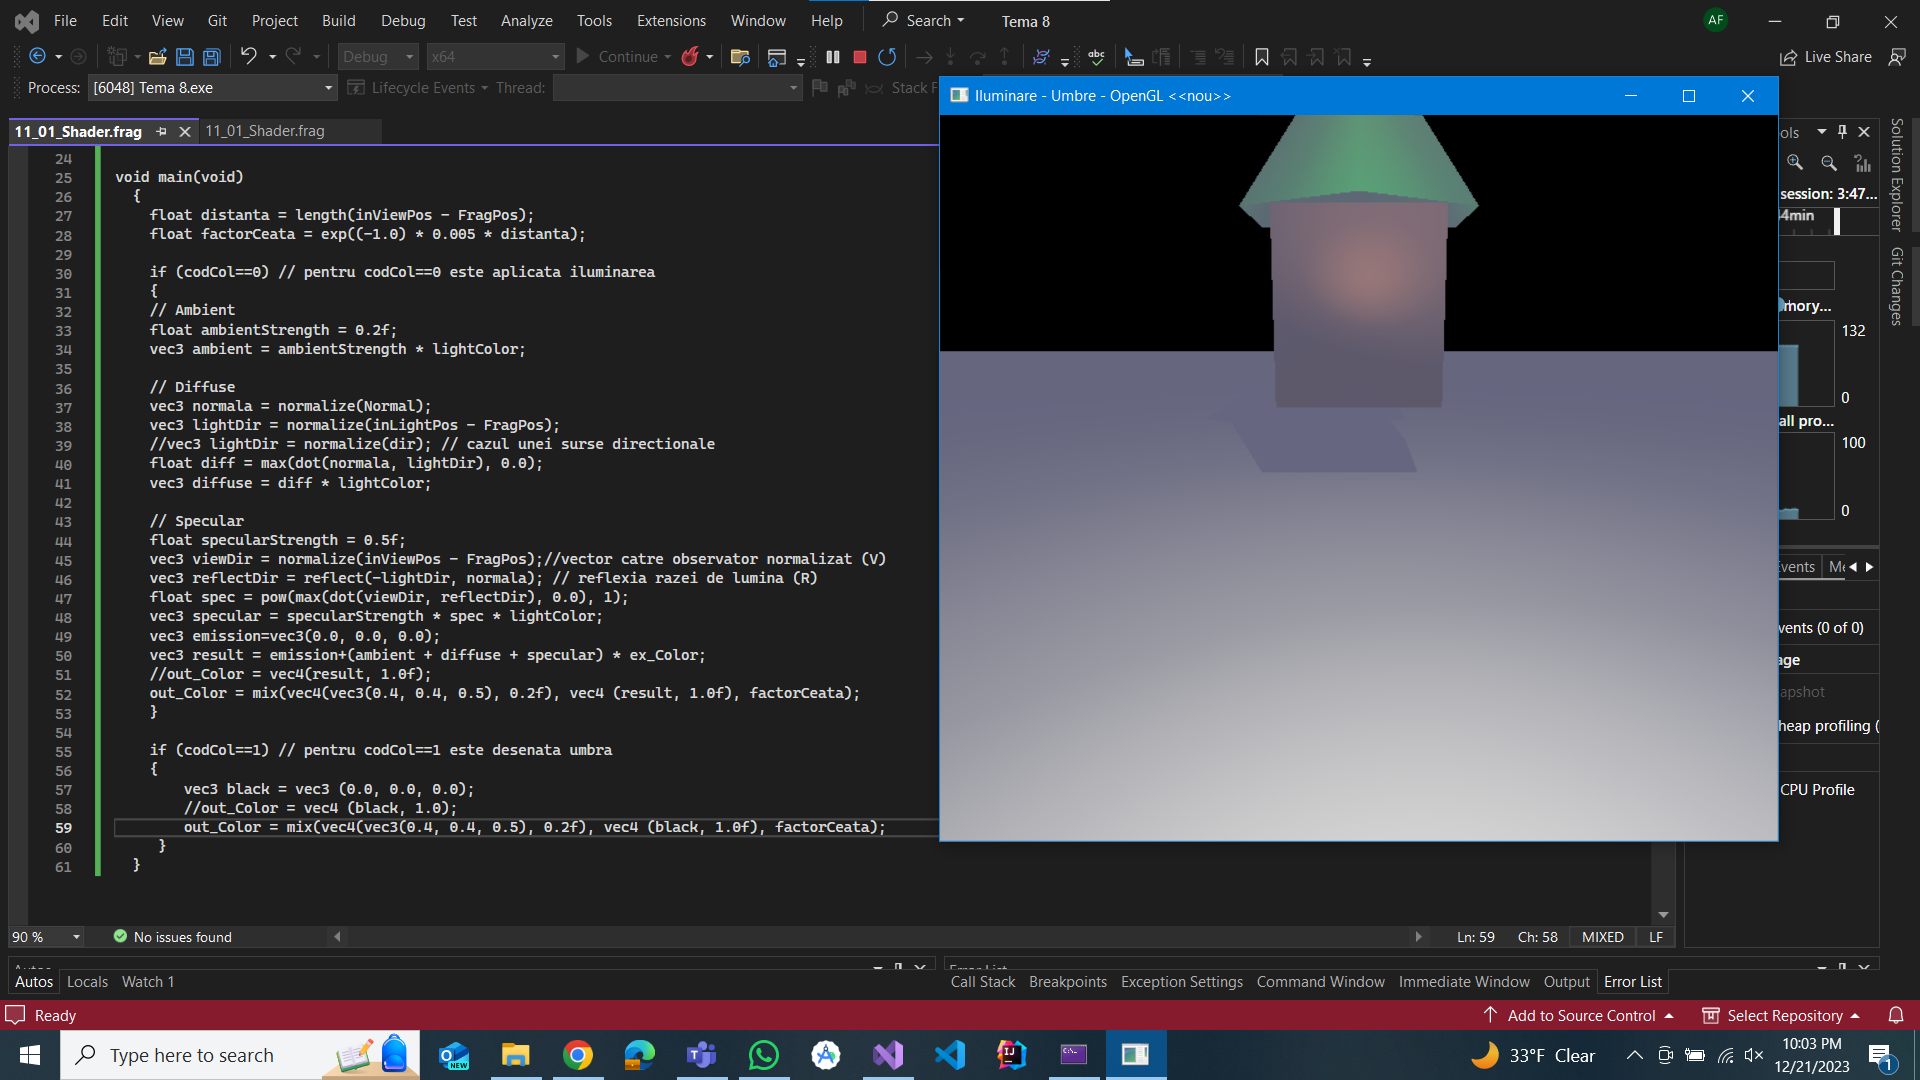 File Edit View Git Project Build Debug Test Analyze Tools Extensions Window Help Search Tema 8 AF
Debug x64 Continue abc Live Share
Process: [6048] Tema 8.exe Lifecycle Events Thread: Stack F
Iluminare - Umbre - OpenGL <<nou>>
11_01_Shader.frag 11_01_Shader.frag
24
25 void main(void)
26 {
27 float distanta = length(inViewPos - FragPos);
28 float factorCeata = exp((-1.0) * 0.005 * distanta);
29
30 if (codCol==0) // pentru codCol==0 este aplicata iluminarea
31 {
32 // Ambient
33 float ambientStrength = 0.2f;
34 vec3 ambient = ambientStrength * lightColor;
35
36 // Diffuse
37 vec3 normala = normalize(Normal);
38 vec3 lightDir = normalize(inLightPos - FragPos);
39 //vec3 lightDir = normalize(dir); // cazul unei surse directionale
40 float diff = max(dot(normala, lightDir), 0.0);
41 vec3 diffuse = diff * lightColor;
42
43 // Specular
44 float specularStrength = 0.5f;
45 vec3 viewDir = normalize(inViewPos - FragPos);//vector catre observator normalizat (V)
46 vec3 reflectDir = reflect(-lightDir, normala); // reflexia razei de lumina (R)
47 float spec = pow(max(dot(viewDir, reflectDir), 0.0), 1);
48 vec3 specular = specularStrength * spec * lightColor;
49 vec3 emission=vec3(0.0, 0.0, 0.0);
50 vec3 result = emission+(ambient + diffuse + specular) * ex_Color;
51 //out_Color = vec4(result, 1.0f);
52 out_Color = mix(vec4(vec3(0.4, 0.4, 0.5), 0.2f), vec4 (result, 1.0f), factorCeata);
53 }
54
55 if (codCol==1) // pentru codCol==1 este desenata umbra
56 {
57 vec3 black = vec3 (0.0, 0.0, 0.0);
58 //out_Color = vec4 (black, 1.0);
59 out_Color = mix(vec4(vec3(0.4, 0.4, 0.5), 0.2f), vec4 (black, 1.0f), factorCeata);
60 }
61 }
ols
session: 3:47...
4min
mory...
132
0
all pro...
100
0
vents Me
vents (0 of 0)
age
apshot
heap profiling (
CPU Profile
Solution Explorer
Git Changes
90 % No issues found Ln: 59 Ch: 58 MIXED LF
Autos
Error List
Autos Locals Watch 1
Call Stack Breakpoints Exception Settings Command Window Immediate Window Output Error List
Ready Add to Source Control Select Repository
Type here to search NEW 33°F Clear 10:03 PM
12/21/2023 1